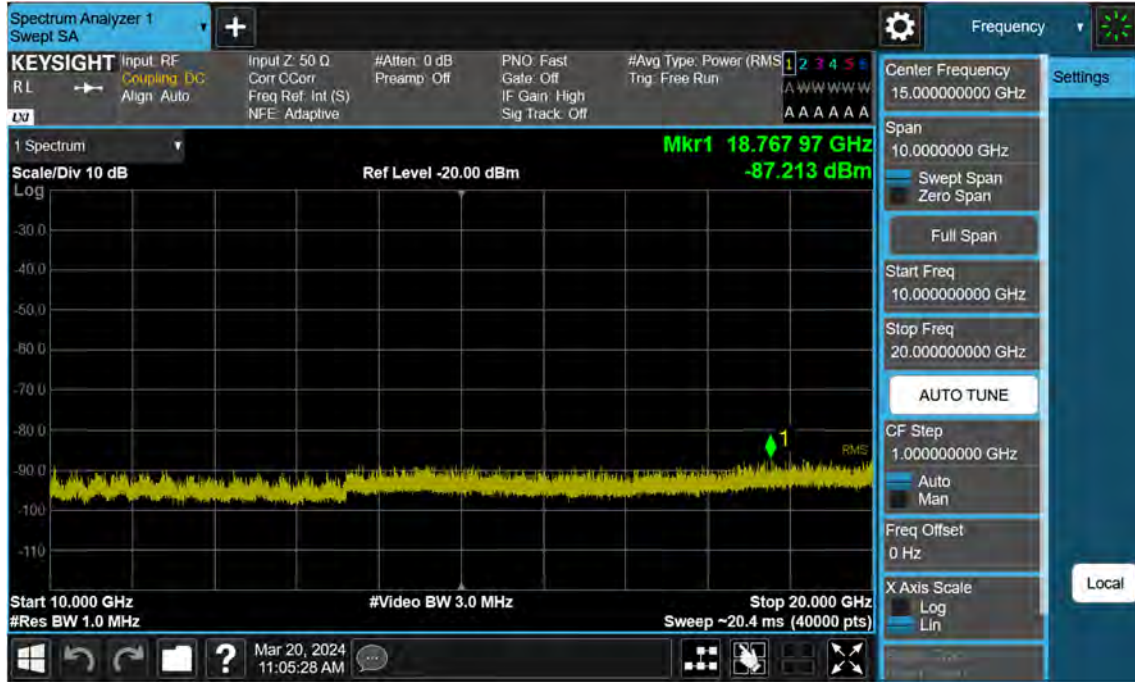 Spectrum Analyzer 1
Swept SA
Frequency
KEYSIGHT
RL
LXI
Input: RF
Coupling: DC
Align: Auto
Input Z: 50 Ω
Corr CCorr
Freq Ref: Int (S)
NFE: Adaptive
#Atten: 0 dB
Preamp: Off
PNO: Fast
Gate: Off
IF Gain: High
Sig Track: Off
#Avg Type: Power (RMS
Trig: Free Run
1 2 3 4 5 6
A W W W W W
A A A A A A
1 Spectrum
Scale/Div 10 dB
Log
Ref Level -20.00 dBm
Mkr1 18.767 97 GHz
-87.213 dBm
-30.0
-40.0
-50.0
-60.0
-70.0
-80.0
-90.0
-100
-110
1
RMS
Start 10.000 GHz
#Res BW 1.0 MHz
#Video BW 3.0 MHz
Stop 20.000 GHz
Sweep ~20.4 ms (40000 pts)
Center Frequency
15.000000000 GHz
Span
10.0000000 GHz
Swept Span
Zero Span
Full Span
Start Freq
10.000000000 GHz
Stop Freq
20.000000000 GHz
AUTO TUNE
CF Step
1.000000000 GHz
Auto
Man
Freq Offset
0 Hz
X Axis Scale
Log
Lin
Settings
Local
?
Mar 20, 2024
11:05:28 AM